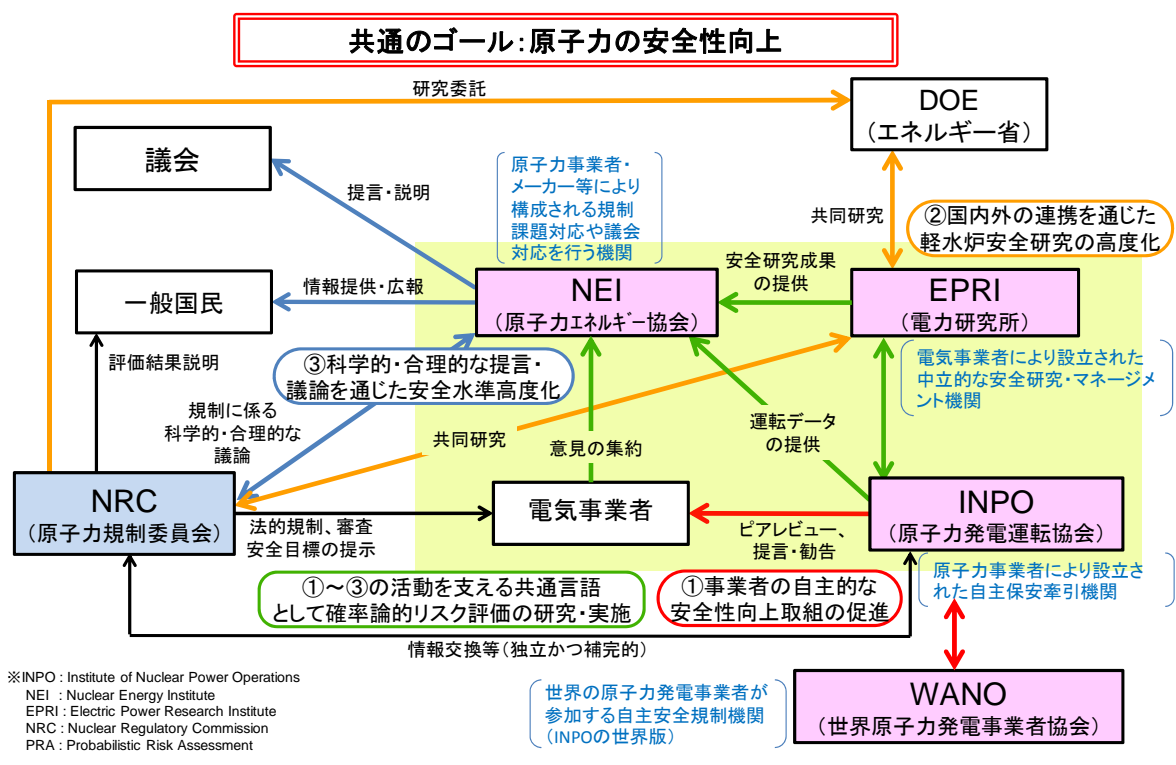 共通のゴール：原子力の安全性向上
研究委託
DOE
（エネルギー省）
議会
提言・説明
原子力事業者・
メーカー等により
構成される規制
課題対応や議会
対応を行う機関
共同研究
②国内外の連携を通じた
軽水炉安全研究の高度化
一般国民
情報提供・広報
NEI
（原子力ｴﾈﾙｷﾞｰ協会）
安全研究成果
の提供
EPRI
（電力研究所）
評価結果説明
③科学的・合理的な提言・
議論を通じた安全水準高度化
電気事業者により設立された
中立的な安全研究・マネージメ
ント機関
規制に係る
科学的・合理的な
議論
共同研究
意見の集約
運転データ
の提供
NRC
（原子力規制委員会）
法的規制、審査
安全目標の提示
電気事業者
ピアレビュー、
提言・勧告
INPO
（原子力発電運転協会）
①～③の活動を支える共通言語
として確率論的リスク評価の研究・実施
①事業者の自主的な
安全性向上取組の促進
原子力事業者により設立さ
れた自主保安牽引機関
情報交換等（独立かつ補完的）
※INPO : Institute of Nuclear Power Operations
NEI : Nuclear Energy Institute
EPRI : Electric Power Research Institute
NRC : Nuclear Regulatory Commission
PRA : Probabilistic Risk Assessment
世界の原子力発電事業者が
参加する自主安全規制機関
（INPOの世界版）
WANO
（世界原子力発電事業者協会）